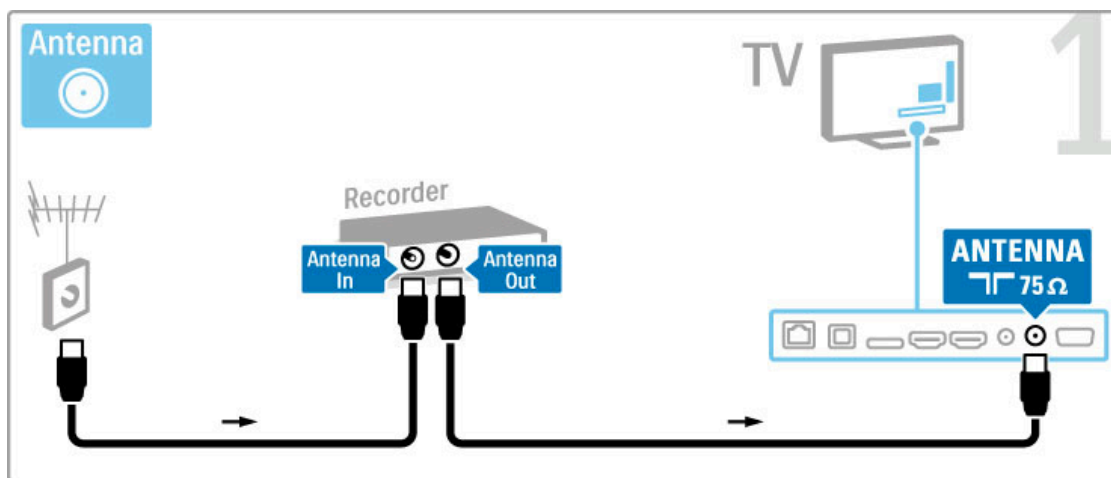 Antenna
TV
1
Recorder
Antenna
In
Antenna
Out
ANTENNA
75 Ω